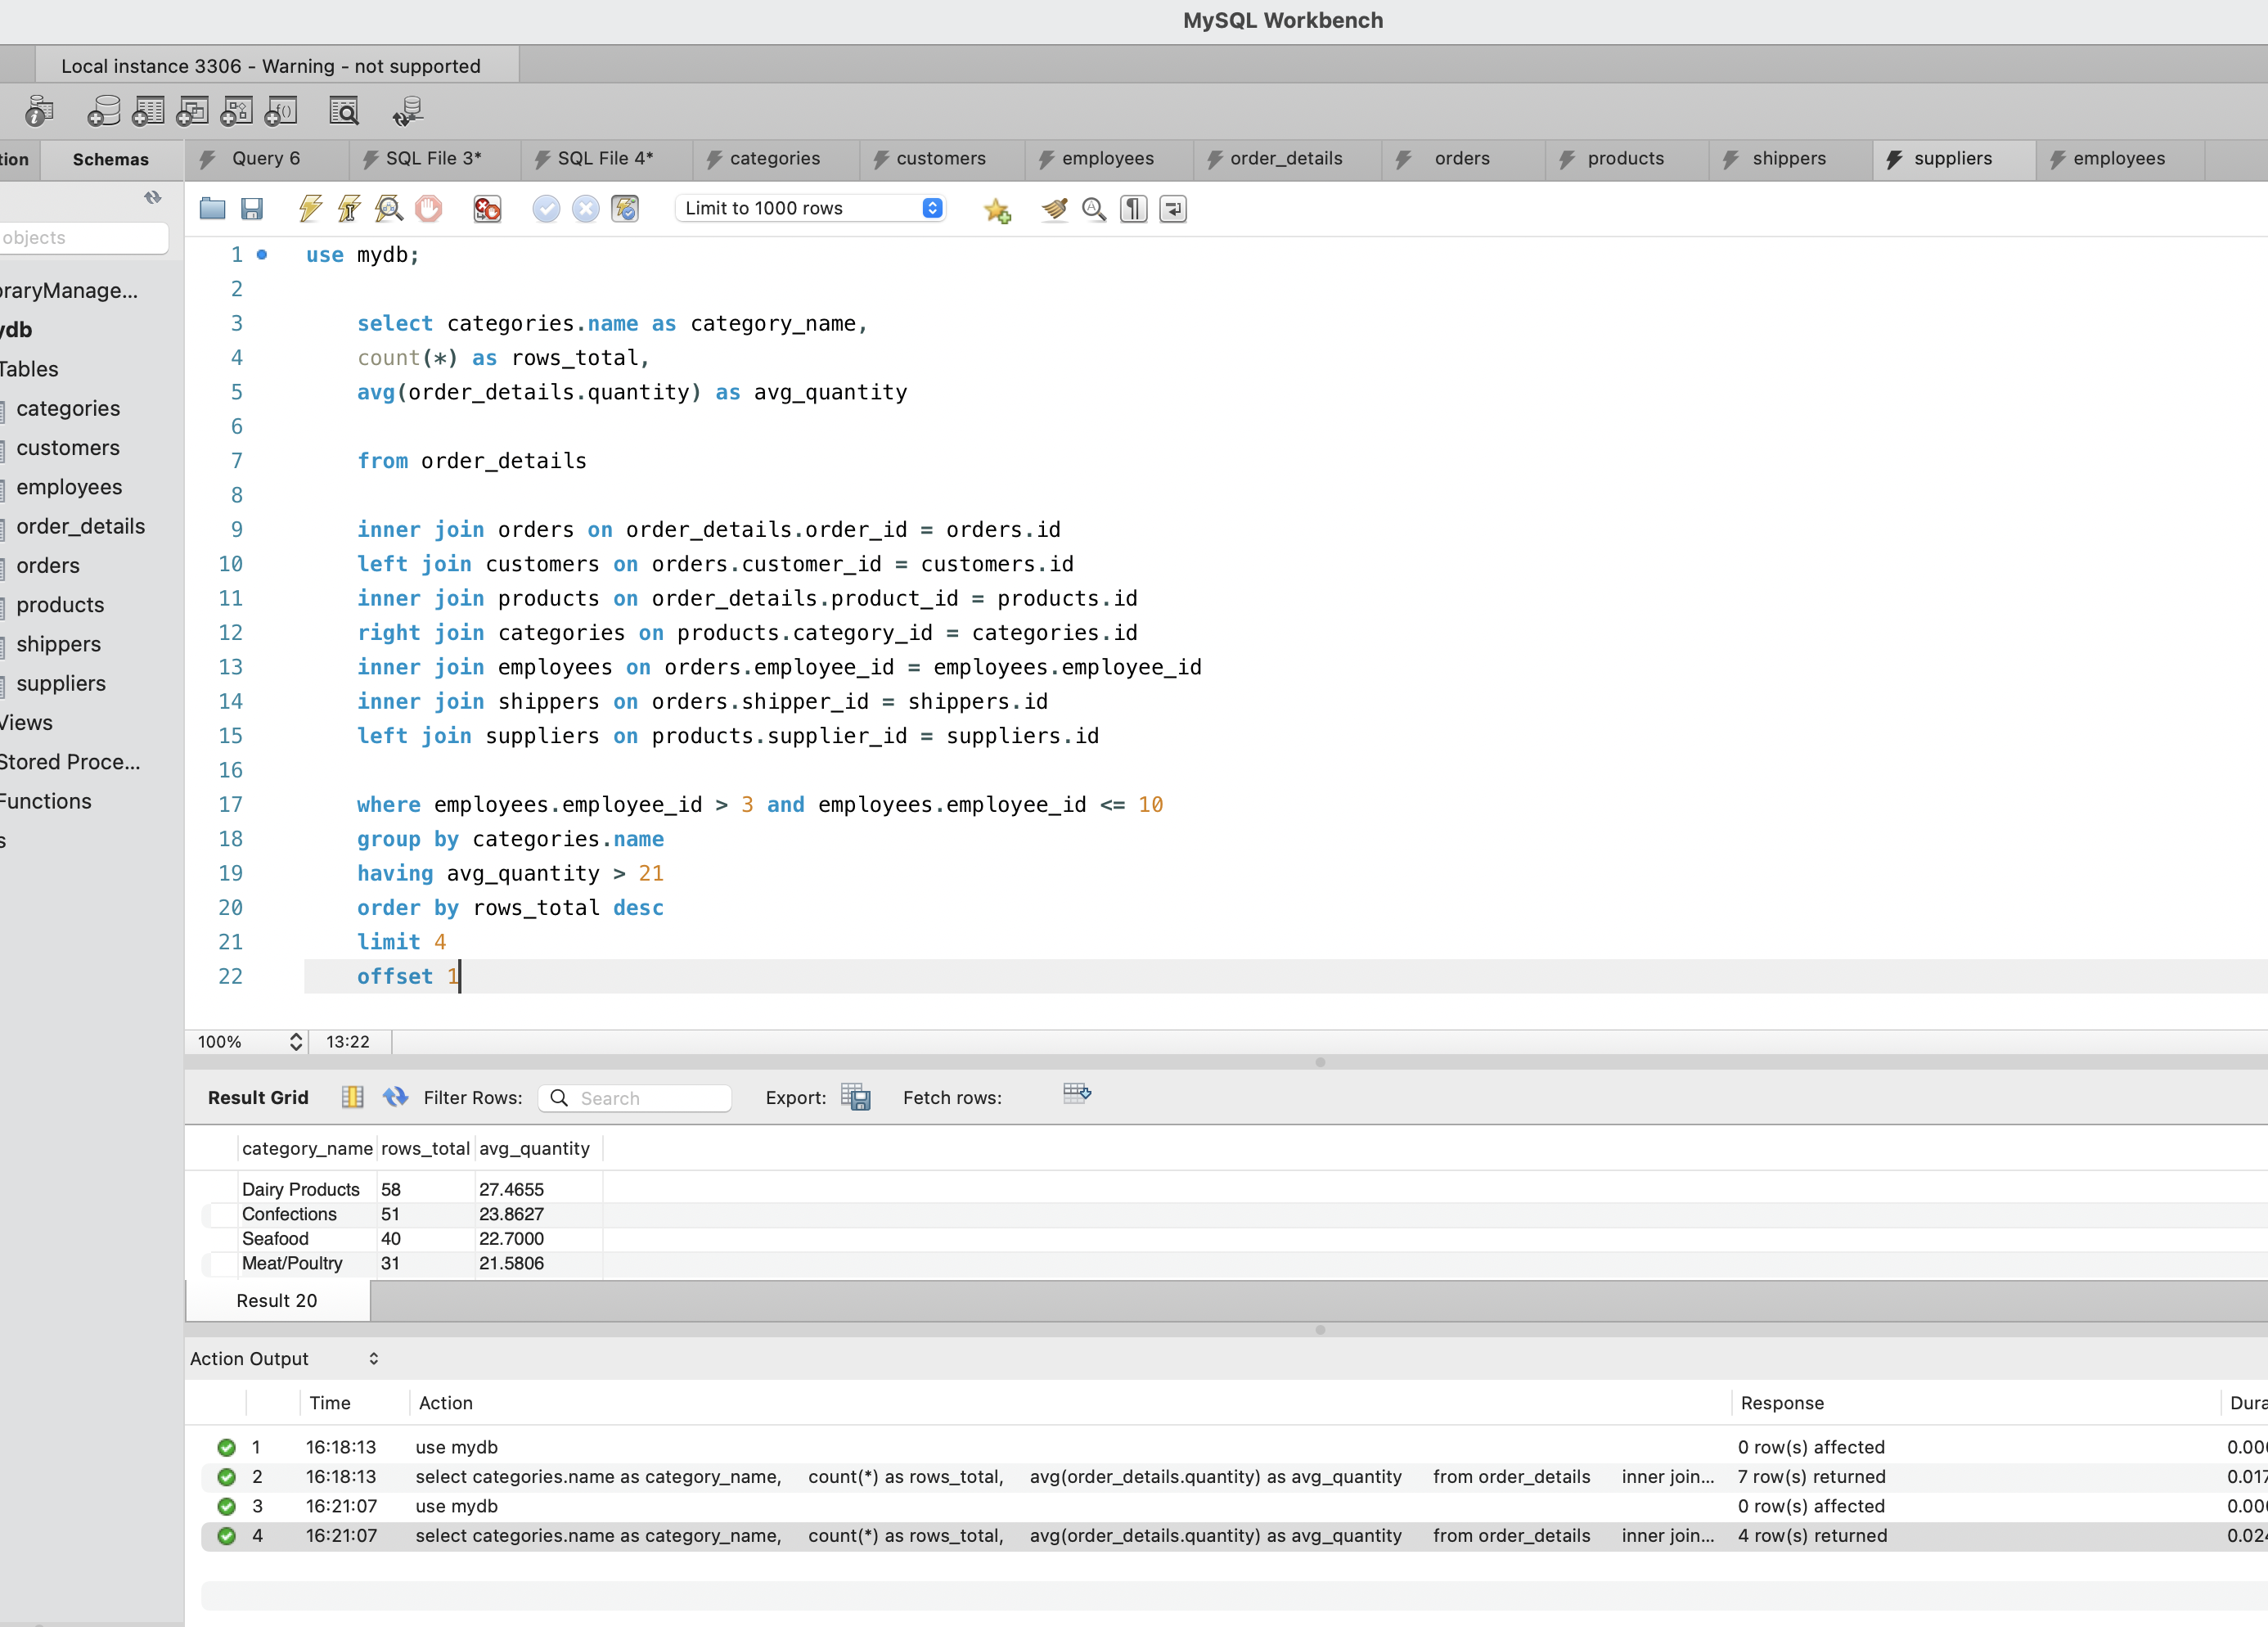 MySQL Workbench
Local instance 3306 - Warning - not supported
tion
Schemas
Query 6
SQL File 3*
SQL File 4*
categories
customers
employees
order_details
orders
products
shippers
suppliers
employees
objects
Limit to 1000 rows
braryManage...
ydb
Tables
categories
customers
employees
order_details
orders
products
shippers
suppliers
Views
Stored Proce...
Functions
s
1 use mydb;
2
3 select categories.name as category_name,
4 count(*) as rows_total,
5 avg(order_details.quantity) as avg_quantity
6
7 from order_details
8
9 inner join orders on order_details.order_id = orders.id
10 left join customers on orders.customer_id = customers.id
11 inner join products on order_details.product_id = products.id
12 right join categories on products.category_id = categories.id
13 inner join employees on orders.employee_id = employees.employee_id
14 inner join shippers on orders.shipper_id = shippers.id
15 left join suppliers on products.supplier_id = suppliers.id
16
17 where employees.employee_id > 3 and employees.employee_id <= 10
18 group by categories.name
19 having avg_quantity > 21
20 order by rows_total desc
21 limit 4
22 offset 1
100% 13:22
Result Grid Filter Rows: Search Export: Fetch rows:
category_name rows_total avg_quantity
Dairy Products 58 27.4655
Confections 51 23.8627
Seafood 40 22.7000
Meat/Poultry 31 21.5806
Result 20
Action Output
Time Action Response Dura
1 16:18:13 use mydb 0 row(s) affected 0.000
2 16:18:13 select categories.name as category_name, count(*) as rows_total, avg(order_details.quantity) as avg_quantity from order_details inner join... 7 row(s) returned 0.017
3 16:21:07 use mydb 0 row(s) affected 0.000
4 16:21:07 select categories.name as category_name, count(*) as rows_total, avg(order_details.quantity) as avg_quantity from order_details inner join... 4 row(s) returned 0.024